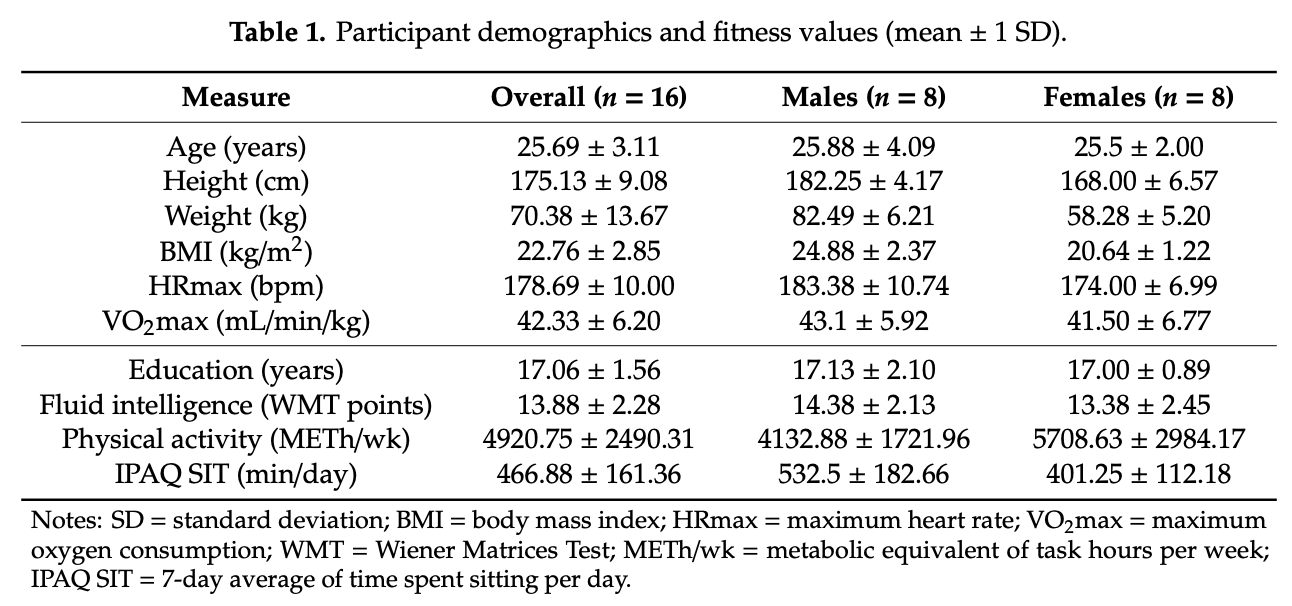 Table 1. Participant demographics and fitness values (mean ± 1 SD).
Measure Overall (n = 16) Males (n = 8) Females (n = 8)
Age (years) 25.69 ± 3.11 25.88 ± 4.09 25.5 ± 2.00
Height (cm) 175.13 ± 9.08 182.25 ± 4.17 168.00 ± 6.57
Weight (kg) 70.38 ± 13.67 82.49 ± 6.21 58.28 ± 5.20
BMI (kg/m²) 22.76 ± 2.85 24.88 ± 2.37 20.64 ± 1.22
HRmax (bpm) 178.69 ± 10.00 183.38 ± 10.74 174.00 ± 6.99
VO₂max (mL/min/kg) 42.33 ± 6.20 43.1 ± 5.92 41.50 ± 6.77
Education (years) 17.06 ± 1.56 17.13 ± 2.10 17.00 ± 0.89
Fluid intelligence (WMT points) 13.88 ± 2.28 14.38 ± 2.13 13.38 ± 2.45
Physical activity (METh/wk) 4920.75 ± 2490.31 4132.88 ± 1721.96 5708.63 ± 2984.17
IPAQ SIT (min/day) 466.88 ± 161.36 532.5 ± 182.66 401.25 ± 112.18
Notes: SD = standard deviation; BMI = body mass index; HRmax = maximum heart rate; VO₂max = maximum
oxygen consumption; WMT = Wiener Matrices Test; METh/wk = metabolic equivalent of task hours per week;
IPAQ SIT = 7-day average of time spent sitting per day.